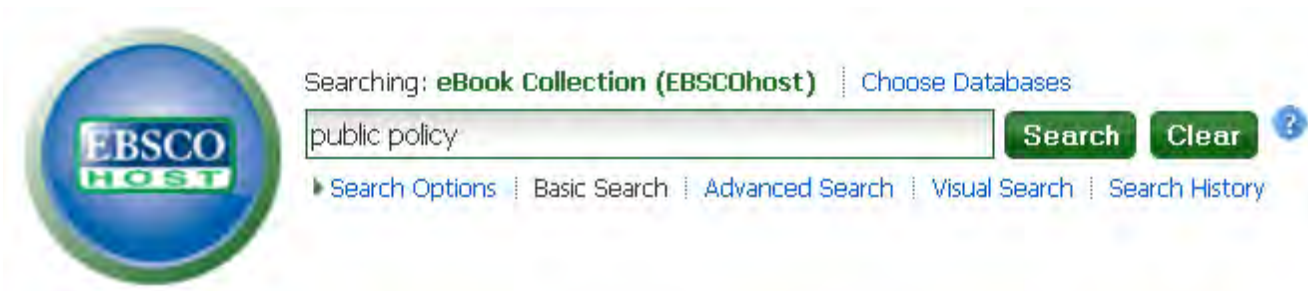 EBSCO
HOST
Searching: eBook Collection (EBSCOhost) Choose Databases
public policy Search Clear ?
Search Options Basic Search Advanced Search Visual Search Search History